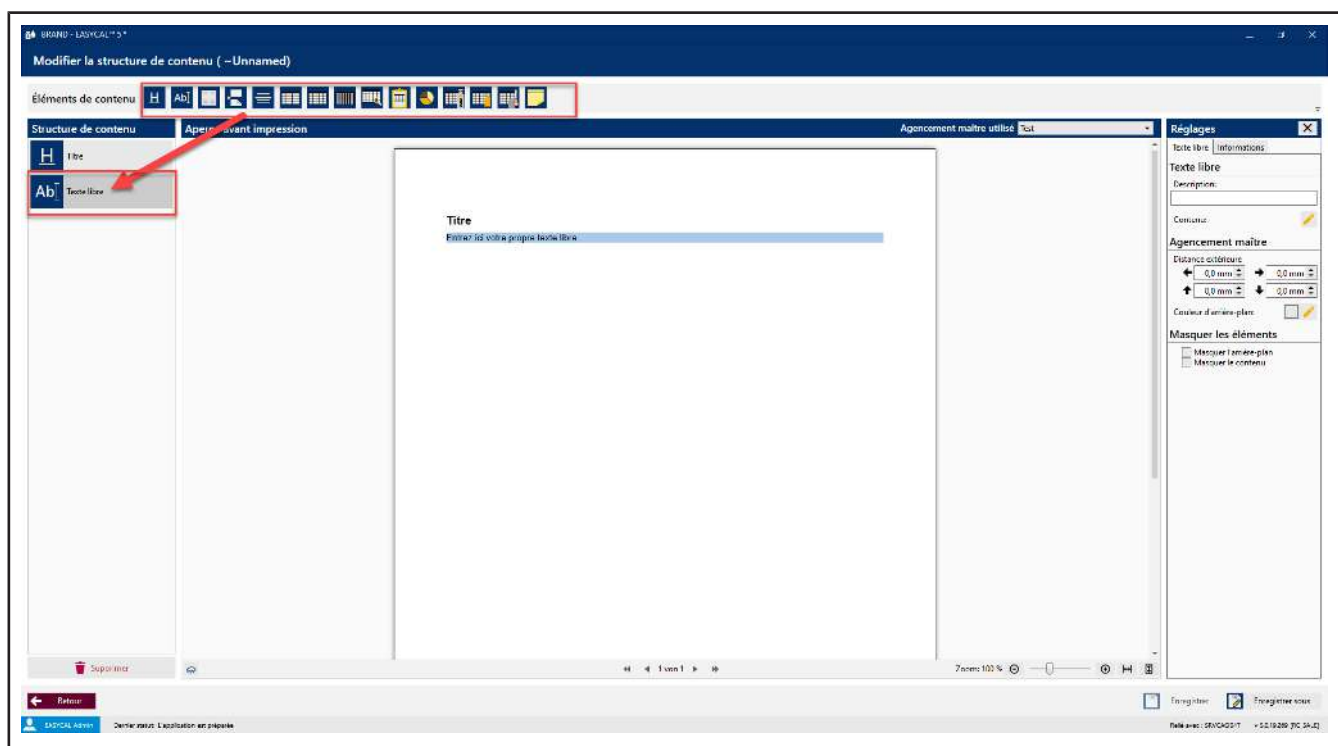 BRAND - EASYCAL™ 5 *
Modifier la structure de contenu ( ~Unnamed)
Éléments de contenu
H Ab
Structure de contenu
Aperçu avant impression
Agencement maître utilisé Test
Réglages
H Titre
Ab Texte libre
Texte libre Informations
Texte libre
Description:
Contenu:
Titre
Entrez ici votre propre texte libre
Agencement maître
Distance extérieure
0,0 mm 0,0 mm
0,0 mm 0,0 mm
Couleur d'arrière-plan:
Masquer les éléments
Masquer l'arrière-plan
Masquer le contenu
Supprimer
1 von 1
Zoom: 100 %
Retour
Enregistrer
Enregistrer sous
EASYCAL Admin
Dernier statut: L'application est préparée